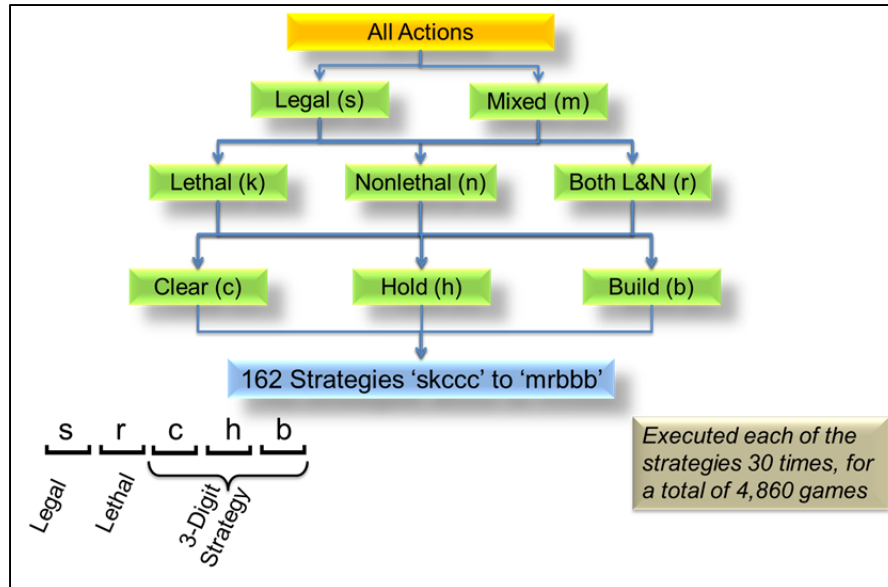 All Actions
Legal (s)
Mixed (m)
Lethal (k)
Nonlethal (n)
Both L&N (r)
Clear (c)
Hold (h)
Build (b)
162 Strategies ‘skccc’ to ‘mrbbb’
s r c h b
Legal
Lethal
3-Digit
Strategy
Executed each of the
strategies 30 times, for
a total of 4,860 games